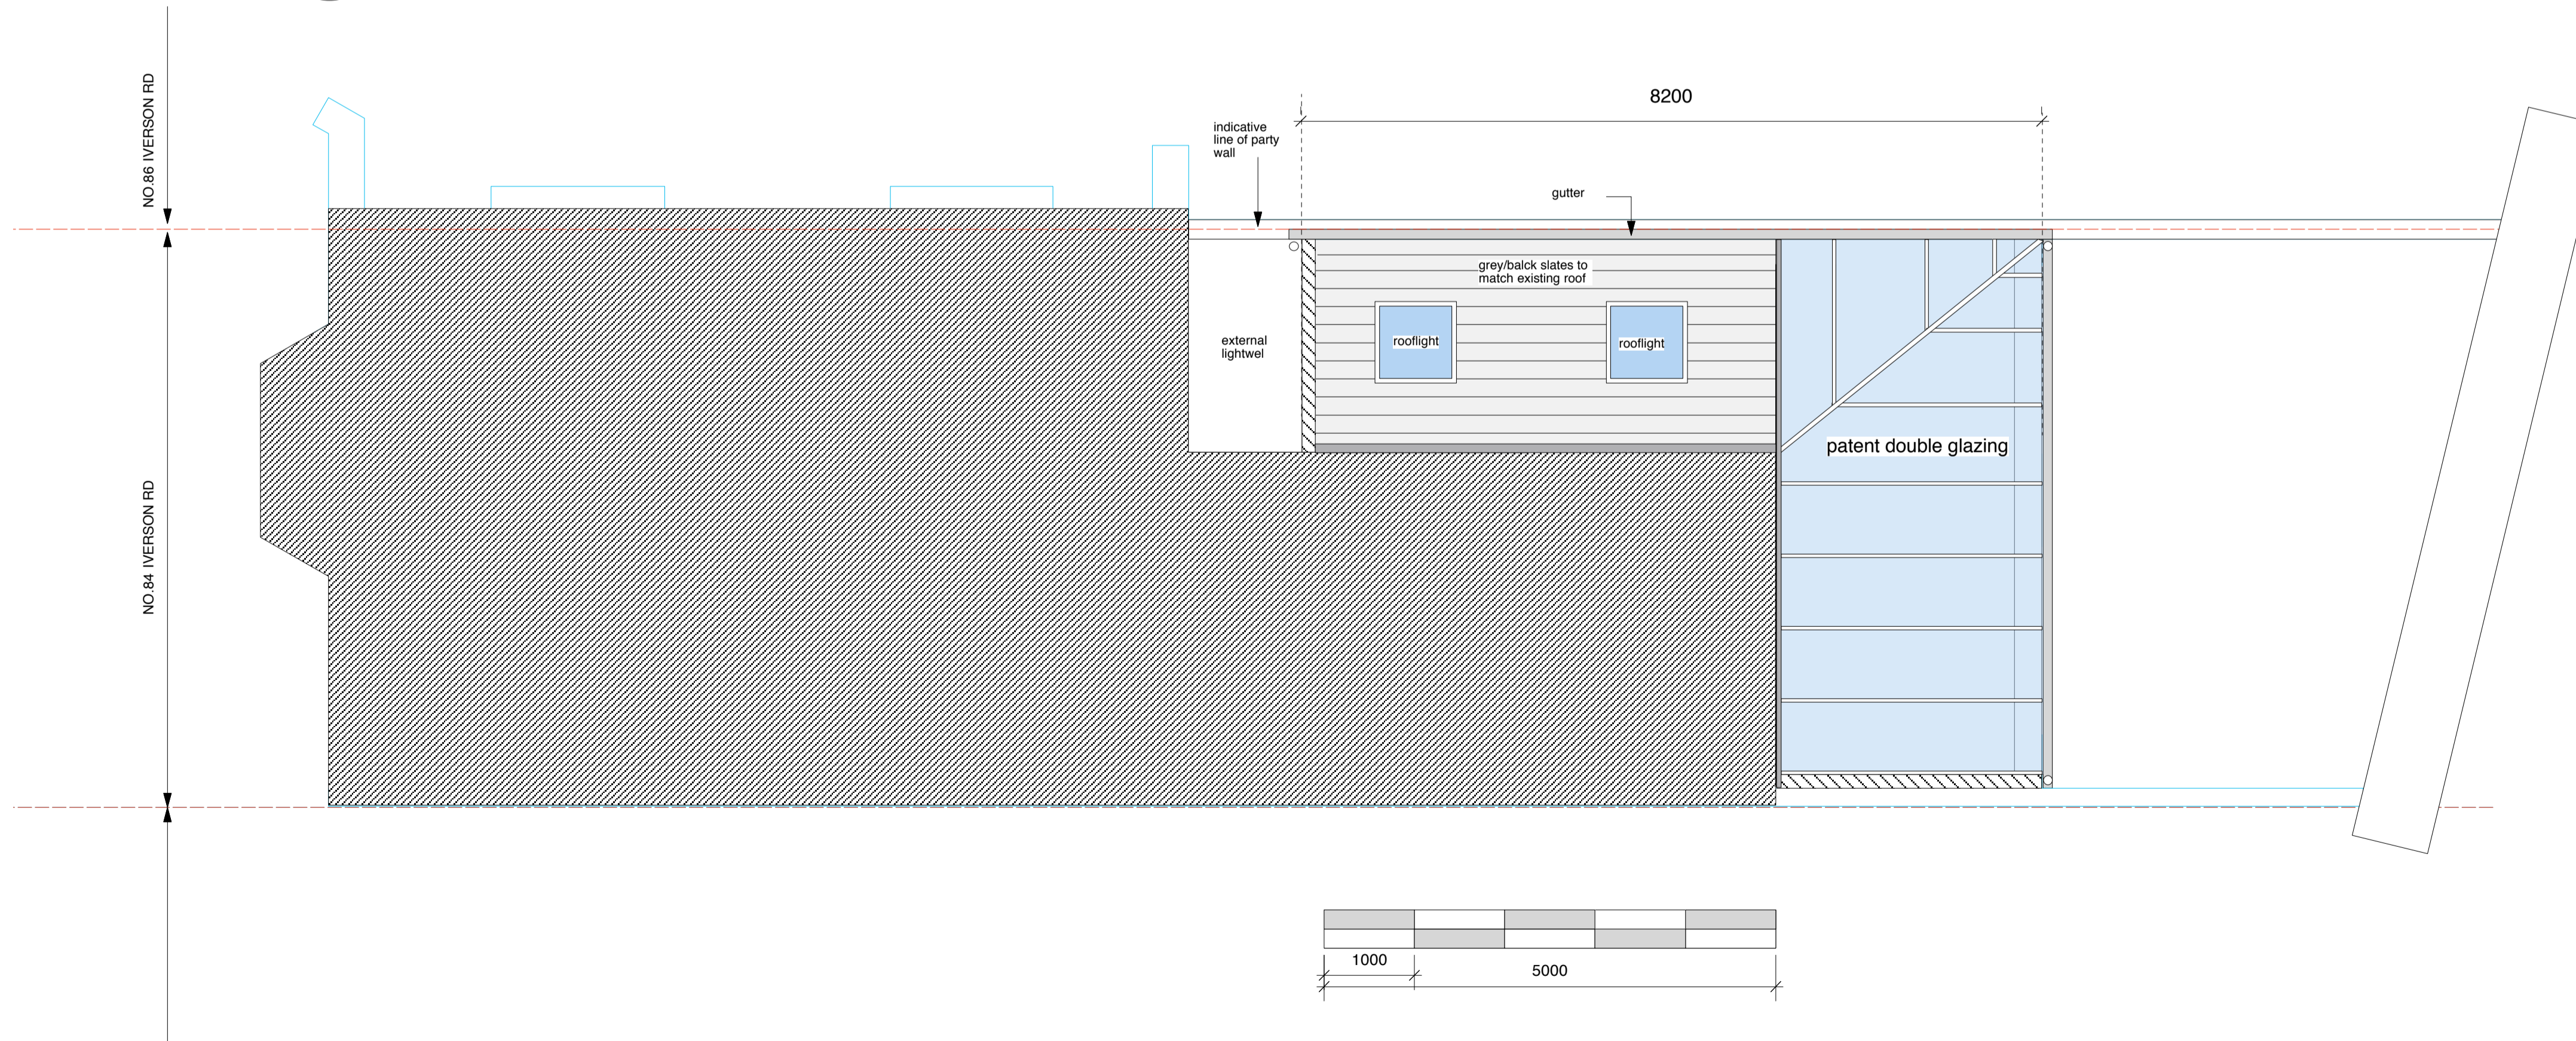 NO.86 IVERSON RD
8200
indicative
line of party
wall
gutter
grey/balck slates to
match existing roof
external
lightwel
rooflight
rooflight
patent double glazing
NO.84 IVERSON RD
1000
5000